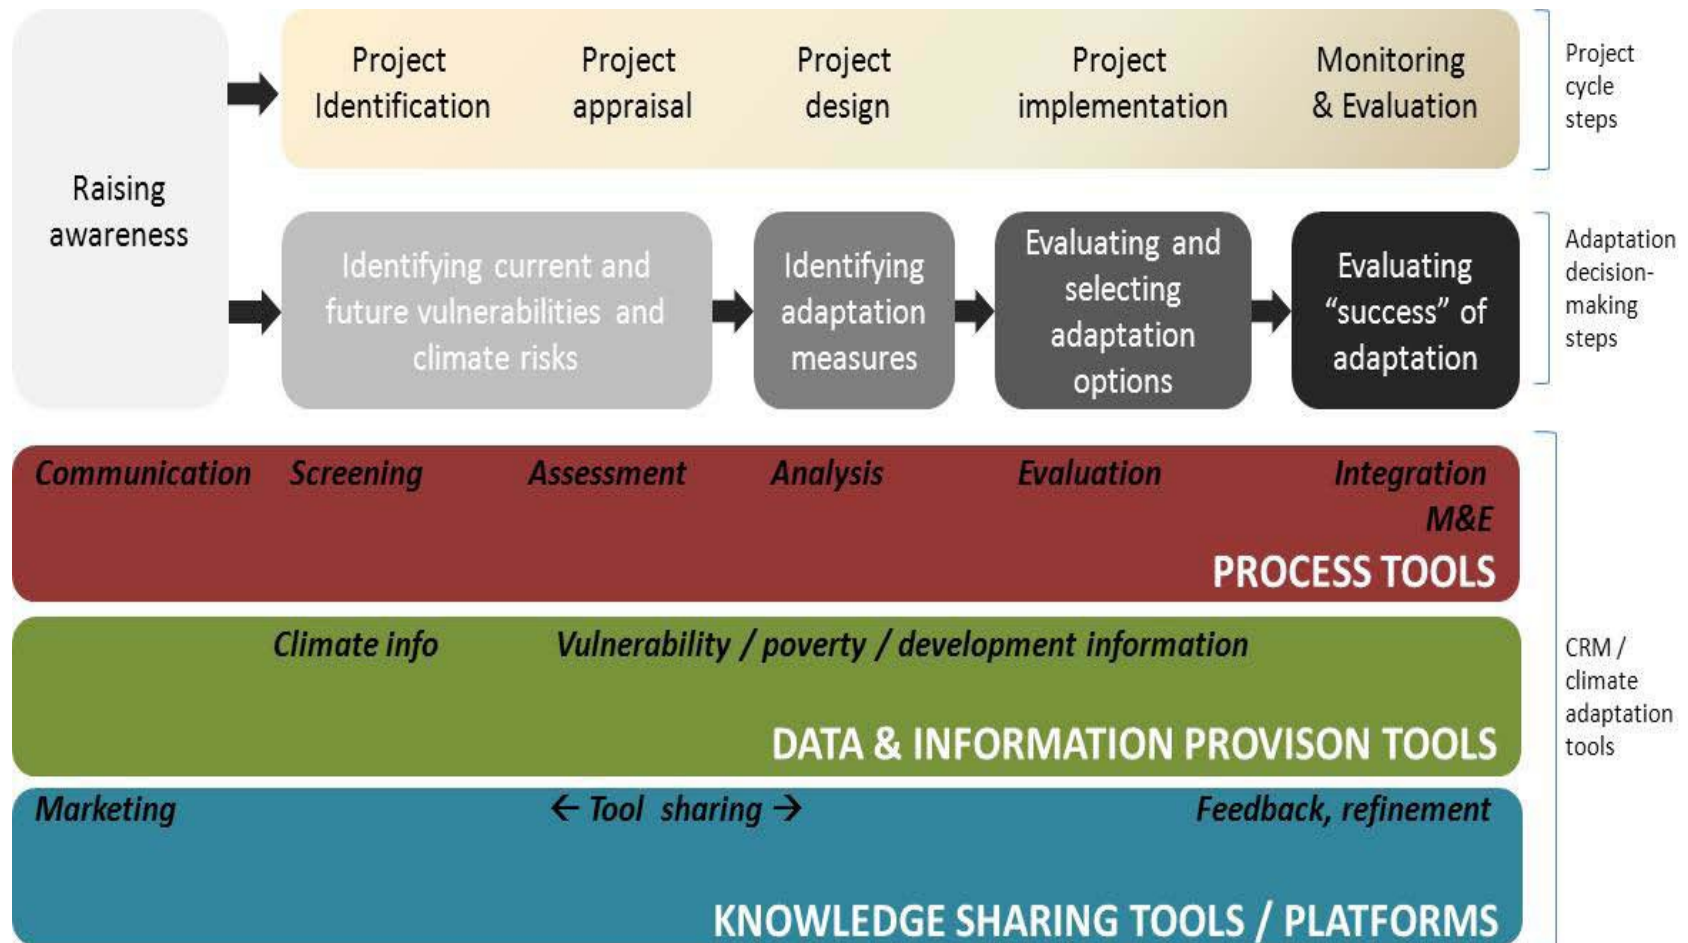 Raising
awareness
Project
Identification
Project
appraisal
Project
design
Project
implementation
Monitoring
& Evaluation
Project
cycle
steps
Identifying current and
future vulnerabilities and
climate risks
Identifying
adaptation
measures
Evaluating and
selecting
adaptation
options
Evaluating
“success” of
adaptation
Adaptation
decision-
making
steps
Communication
Screening
Assessment
Analysis
Evaluation
Integration
M&E
PROCESS TOOLS
Climate info
Vulnerability / poverty / development information
DATA & INFORMATION PROVISON TOOLS
Marketing
← Tool sharing →
Feedback, refinement
KNOWLEDGE SHARING TOOLS / PLATFORMS
CRM /
climate
adaptation
tools